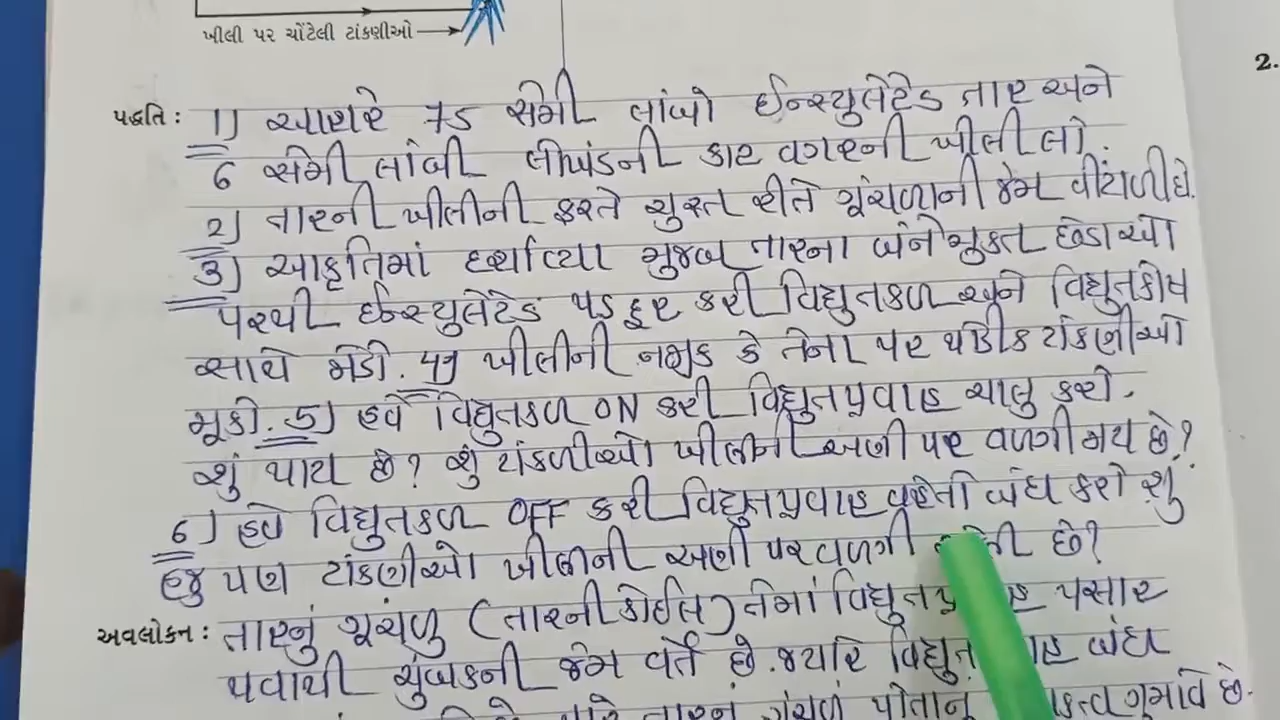 ખીલી પર ચોંટેલી ટાંકણીઓ
2.
પદ્ધતિ : 1) આશરે 75 સેમી લાંબો ઈન્સ્યુલેટેડ તાર અને
6 સેમી લાંબી લોખંડની કાટ વગરની ખીલી લો.
2) તારની ખીલીની ફરતે ચુસ્ત રીતે ગૂંચળાની જેમ વીંટાળી દો.
3) આકૃતિમાં દર્શાવ્યા મુજબ તારના બંને મુક્ત છેડાઓ
પરથી ઈન્સ્યુલેટેડ પડ દૂર કરી વિદ્યુતકળ અને વિદ્યુતકોષ
સાથે જોડો. 4) ખીલીની નજીક કે તેના પર થોડીક ટાંકણીઓ
મૂકો. 5) હવે વિદ્યુતકળ ON કરી વિદ્યુતપ્રવાહ ચાલુ કરો.
શું થાય છે? શું ટાંકળીઓ ખીલીની અણી પર વળગી જાય છે?
6) હવે વિદ્યુતકળ OFF કરી વિદ્યુતપ્રવાહ વહેતો બંધ કરો શું
હજુ પણ ટાંકણીઓ ખીલીની અણી પર વળગી છે?
અવલોકન : તારનું ગૂંચળુ (તારની કોઈલ) તેમાં પસાર
થવાથી ચુંબકની જેમ વર્તે છે. જ્યારે બંધ
તારનું ગૂંચળું પોતાનું ગુમાવે છે.